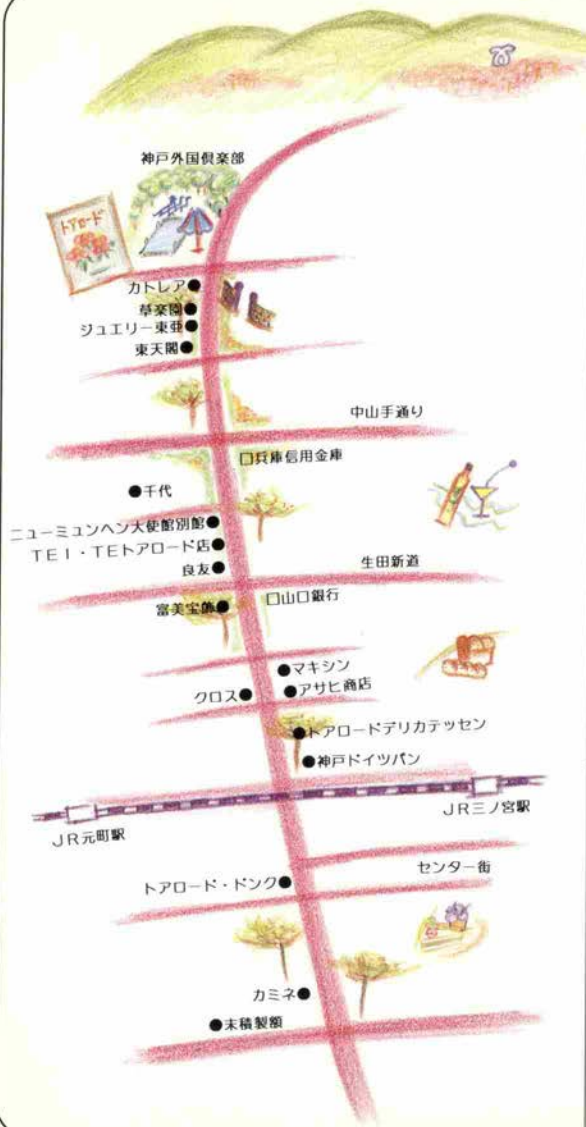 神戸外国倶楽部
トアロード
カトレア
草楽園
ジュエリー東亜
東天閣
中山手通り
兵庫信用金庫
千代
ニューミュンヘン大使館別館
TEI・TEトアロード店
良友
生田新道
山口銀行
富美宝飾
マキシン
クロス
アサヒ商店
トアロードデリカテッセン
神戸ドイツパン
JR三ノ宮駅
JR元町駅
センター街
トアロード・ドンク
カミネ
末積製額